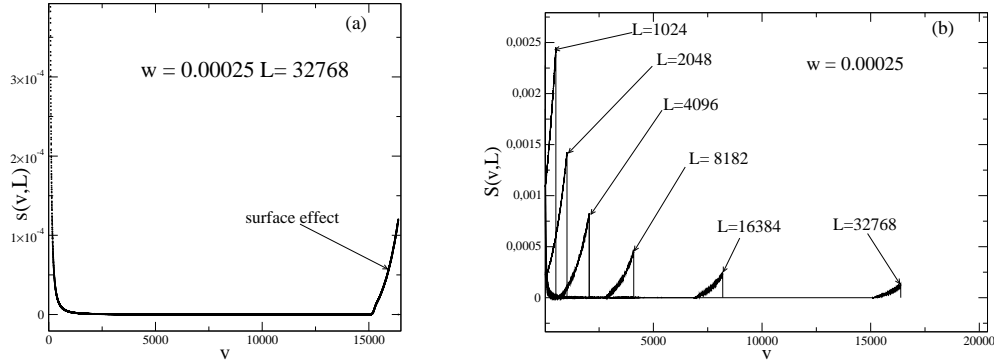 (a)
3×10⁻⁴
w = 0.00025 L= 32768
2×10⁻⁴
s(v,L)
surface effect
1×10⁻⁴
0
0
5000
10000
15000
v
(b)
0,0025
L=1024
w = 0.00025
L=2048
0,002
L=4096
0,0015
S(v,L)
L= 8182
0,001
L=16384
L=32768
0,0005
0
0
5000
10000
15000
20000
v